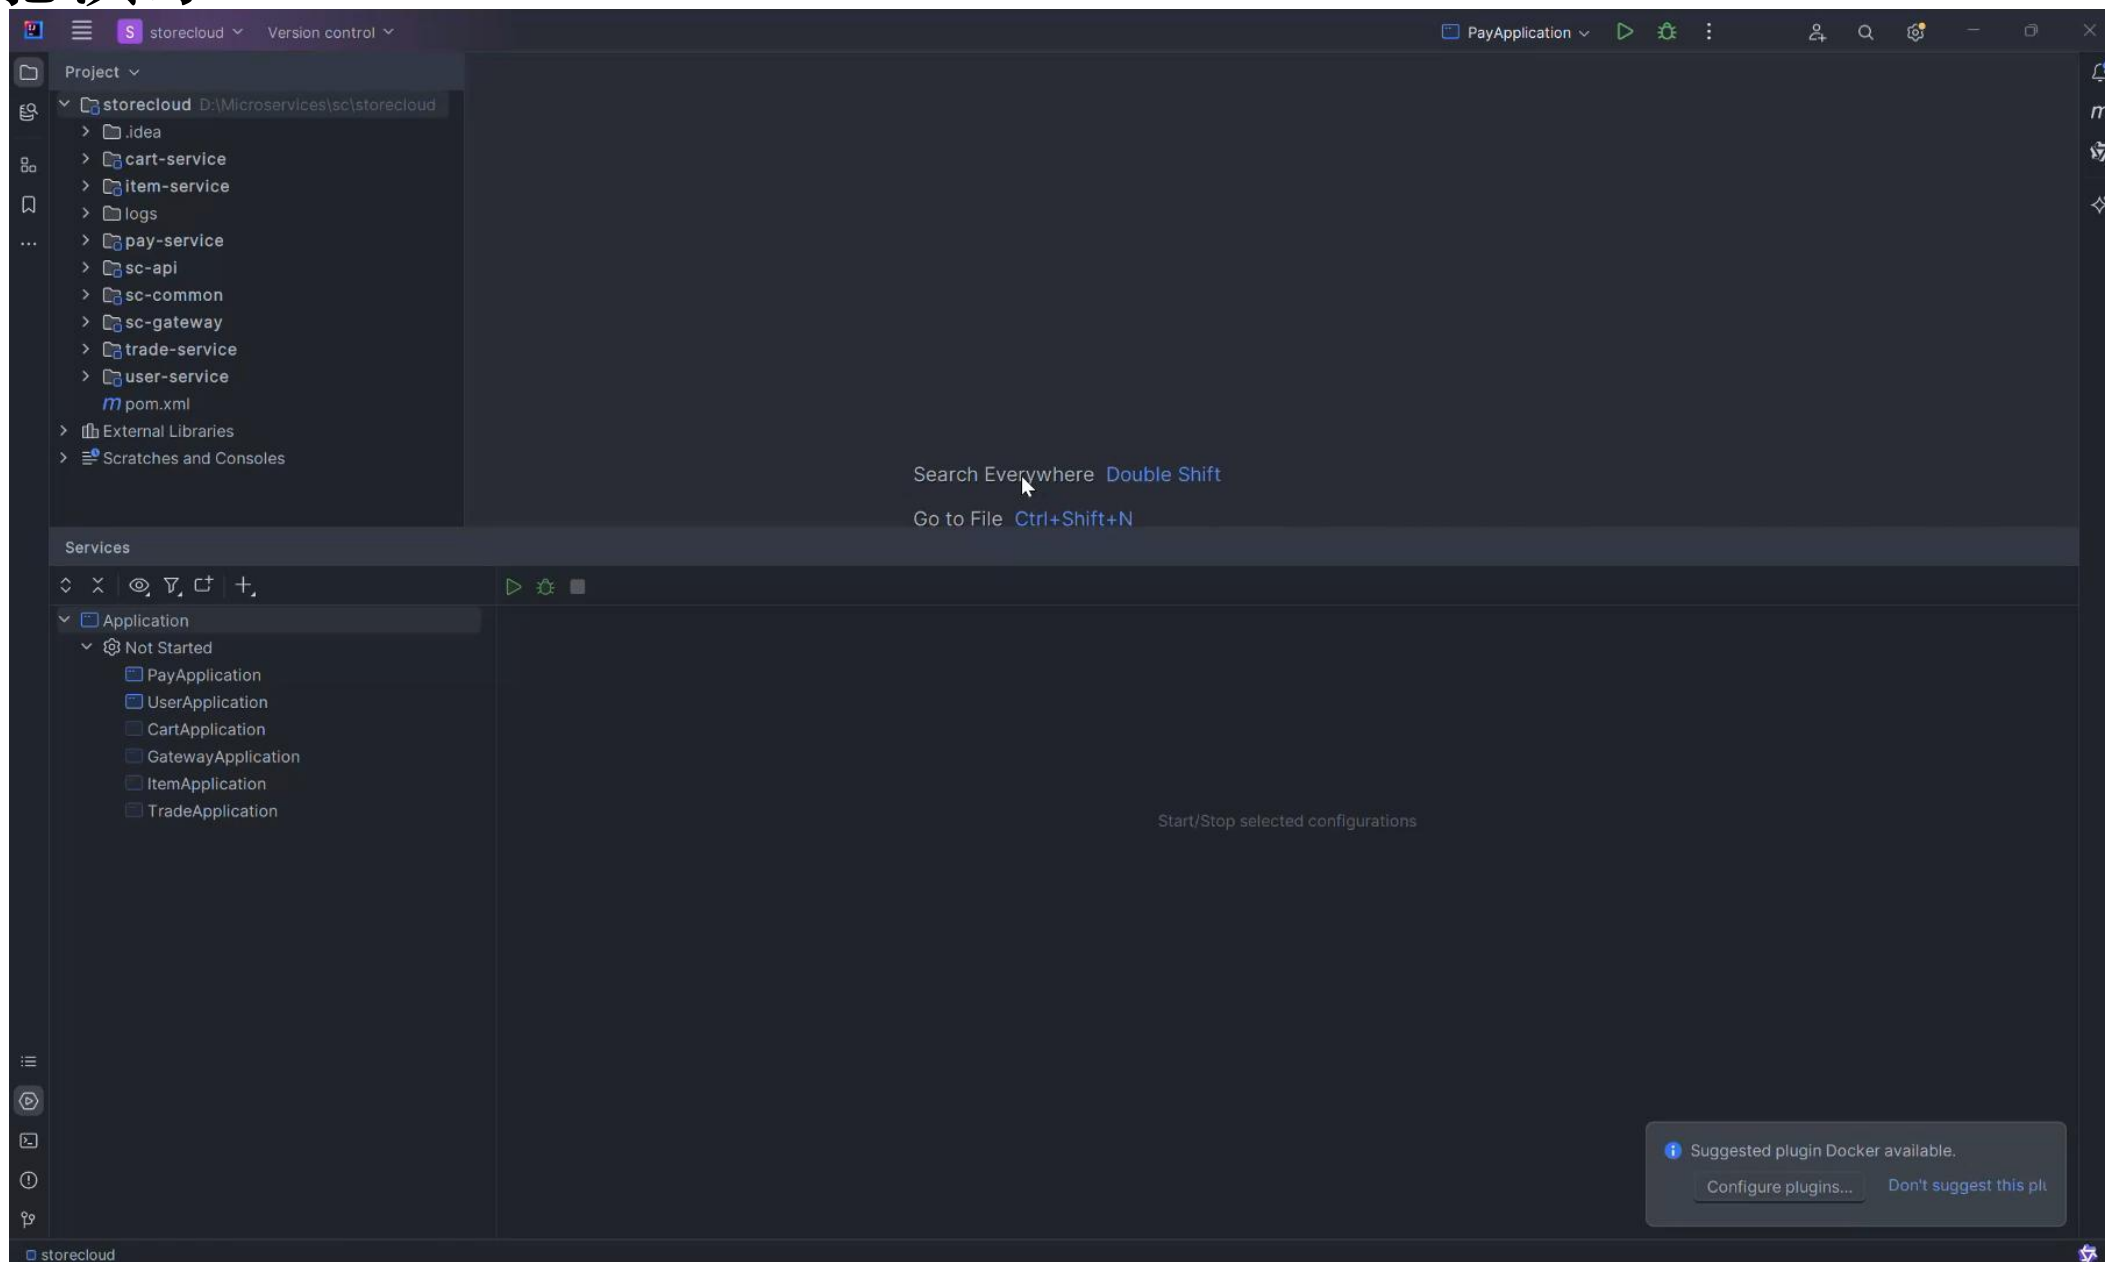 S storecloud Version control PayApplication
Project
storecloud D:\Microservices\sc\storecloud
.idea
cart-service
item-service
logs
pay-service
sc-api
sc-common
sc-gateway
trade-service
user-service
m pom.xml
External Libraries
Scratches and Consoles
Search Everywhere Double Shift
Go to File Ctrl+Shift+N
Services
Application
Not Started
PayApplication
UserApplication
CartApplication
GatewayApplication
ItemApplication
TradeApplication
Start/Stop selected configurations
Suggested plugin Docker available.
Configure plugins... Don't suggest this plu
storecloud